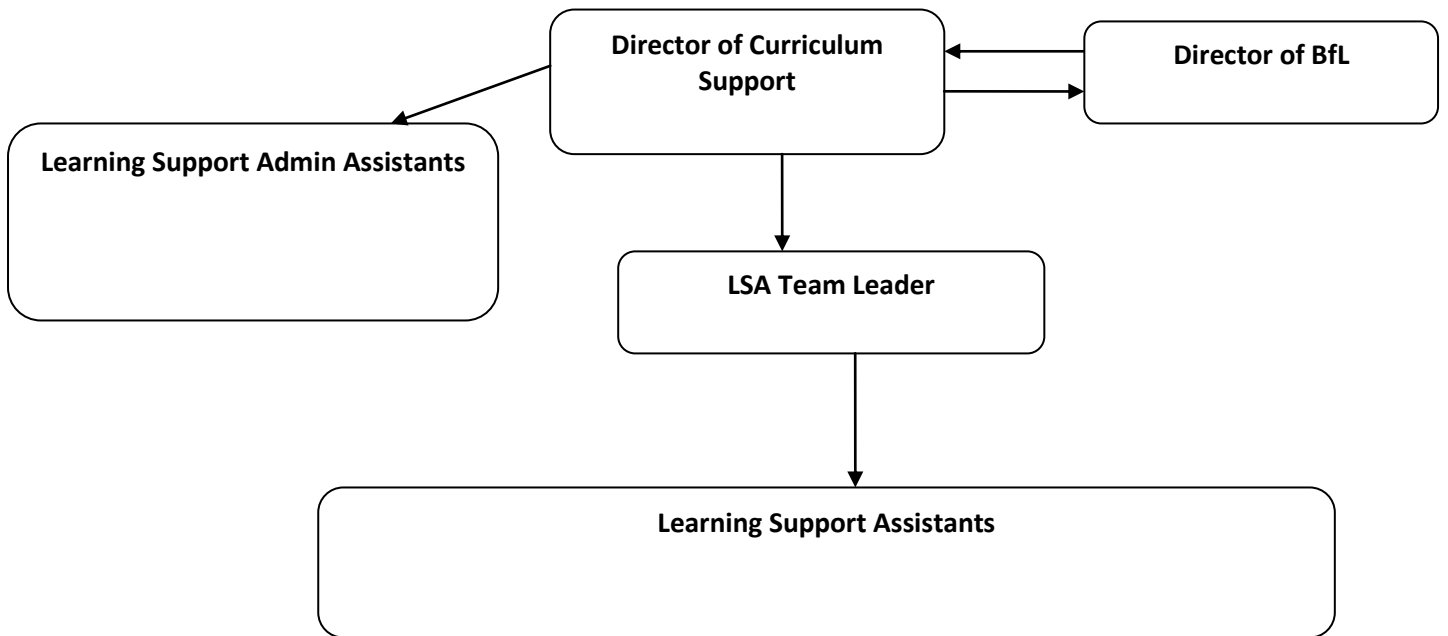 Director of Curriculum
Support
Director of BfL
Learning Support Admin Assistants
LSA Team Leader
Learning Support Assistants